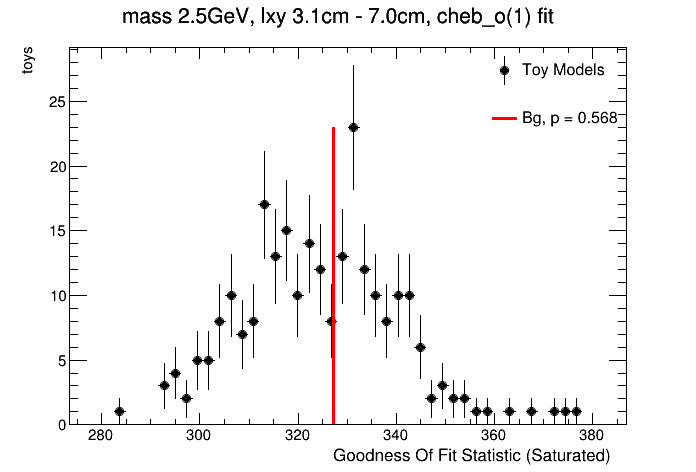 mass 2.5GeV, lxy 3.1cm - 7.0cm, cheb_o(1) fit
toys
Toy Models
Bg, p = 0.568
25
20
15
10
5
0
280 300 320 340 360 380
Goodness Of Fit Statistic (Saturated)